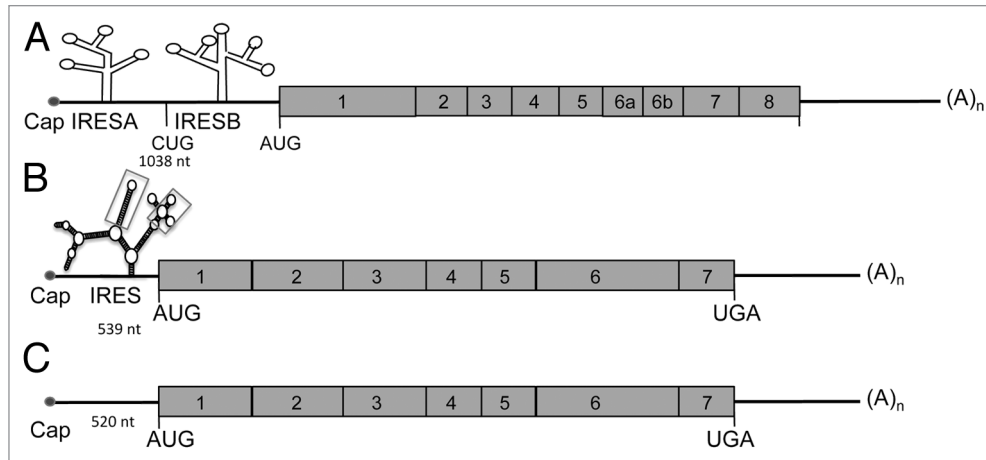 A
1 2 3 4 5 6a 6b 7 8 (A)n
Cap IRESA IRESB
CUG AUG
1038 nt
B
1 2 3 4 5 6 7 (A)n
Cap IRES
AUG UGA
539 nt
C
1 2 3 4 5 6 7 (A)n
520 nt
Cap
AUG UGA